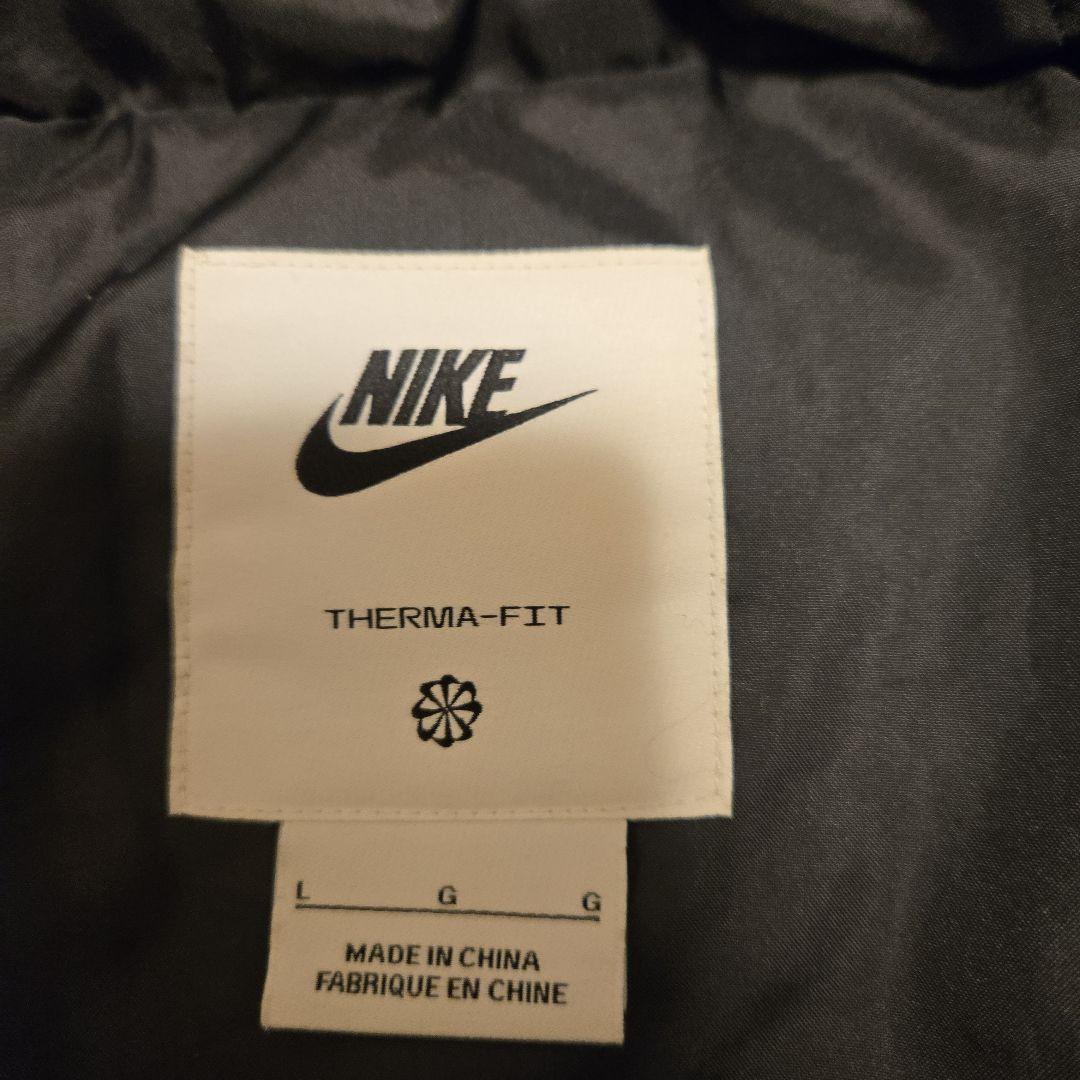 NIKE
THERMA-FIT
L G G
MADE IN CHINA
FABRIQUE EN CHINE